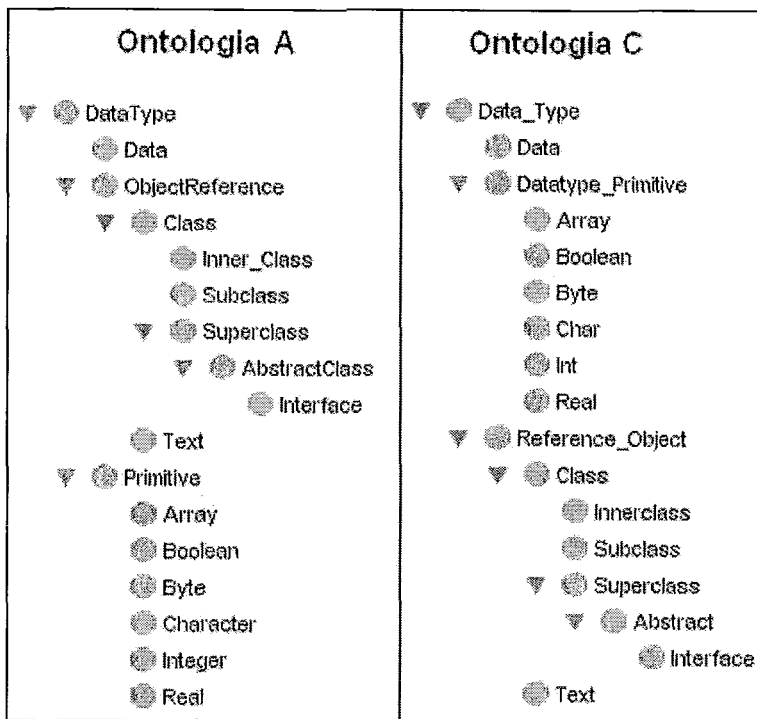 Ontologia A
DataType
Data
ObjectReference
Class
Inner_Class
Subclass
Superclass
AbstractClass
Interface
Text
Primitive
Array
Boolean
Byte
Character
Integer
Real
Ontologia C
Data_Type
Data
Datatype_Primitive
Array
Boolean
Byte
Char
Int
Real
Reference_Object
Class
Innerclass
Subclass
Superclass
Abstract
Interface
Text